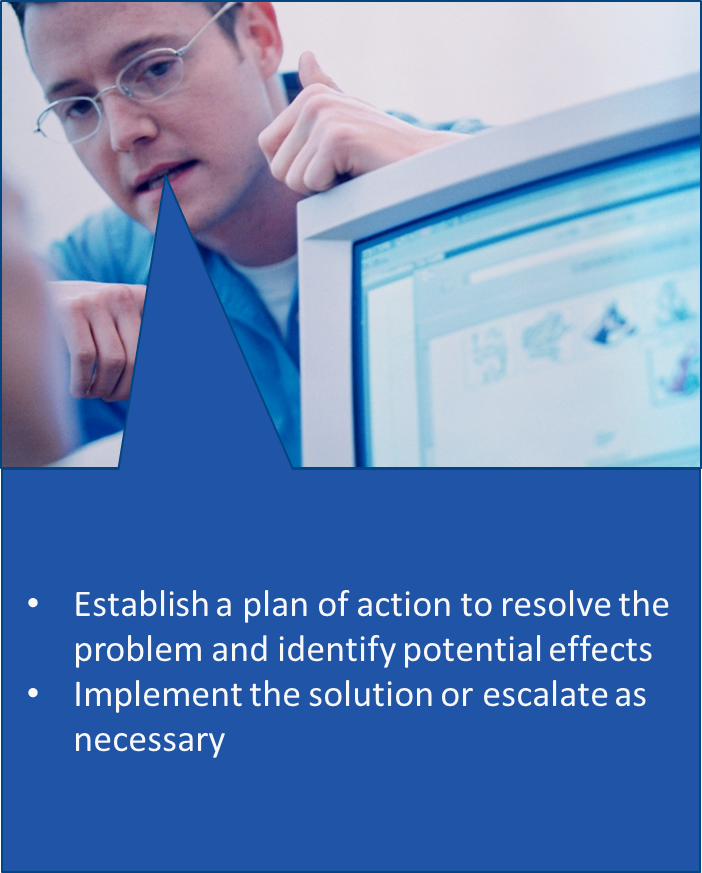 • Establish a plan of action to resolve the
problem and identify potential effects
• Implement the solution or escalate as
necessary